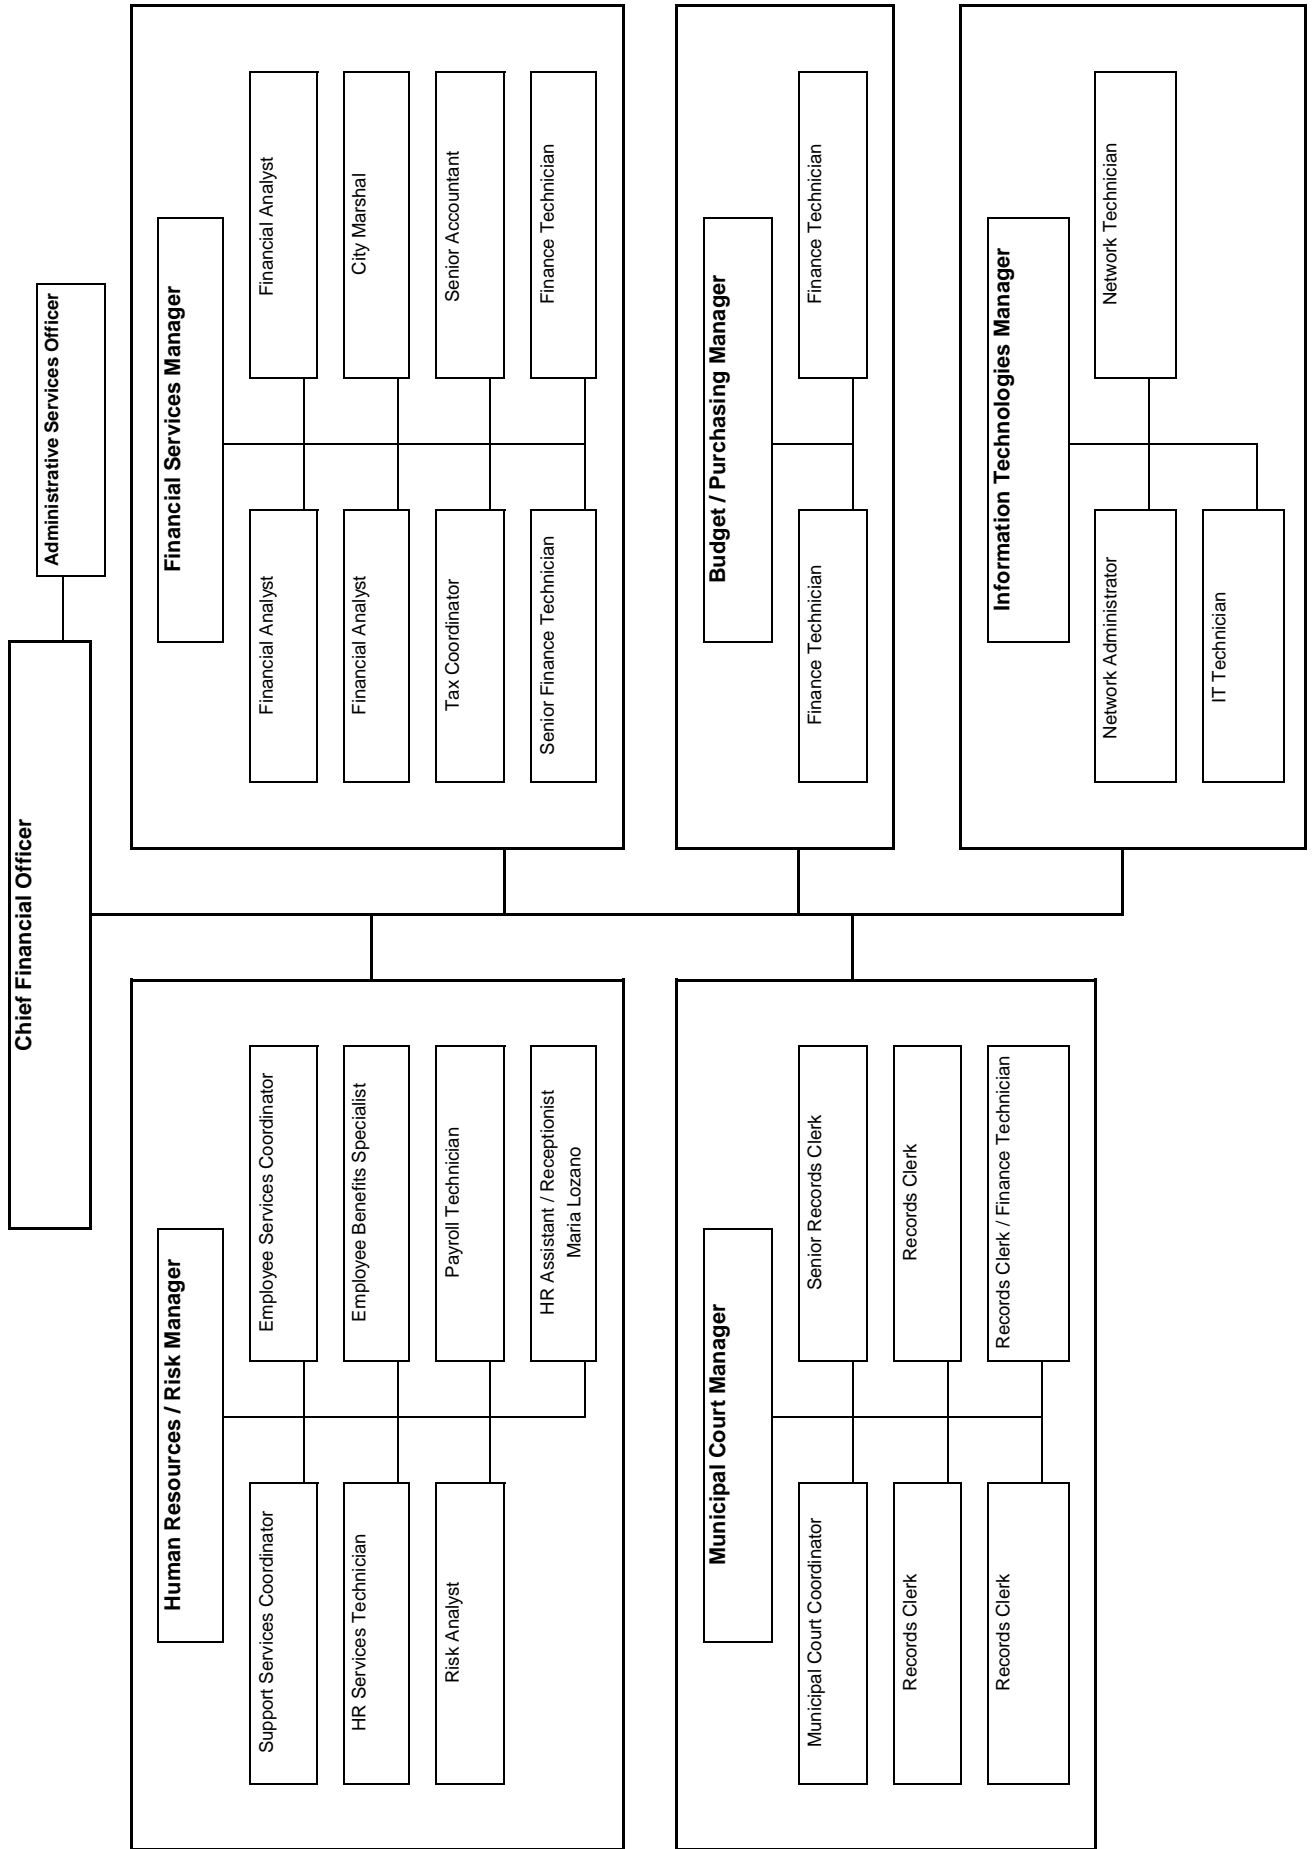 Chief Financial Officer
Administrative Services Officer
Human Resources / Risk Manager
Support Services Coordinator
Employee Services Coordinator
HR Services Technician
Employee Benefits Specialist
Risk Analyst
Payroll Technician
HR Assistant / Receptionist
Maria Lozano
Financial Services Manager
Financial Analyst
Financial Analyst
Financial Analyst
City Marshal
Tax Coordinator
Senior Accountant
Senior Finance Technician
Finance Technician
Municipal Court Manager
Municipal Court Coordinator
Senior Records Clerk
Records Clerk
Records Clerk
Records Clerk
Records Clerk / Finance Technician
Budget / Purchasing Manager
Finance Technician
Finance Technician
Information Technologies Manager
Network Administrator
Network Technician
IT Technician